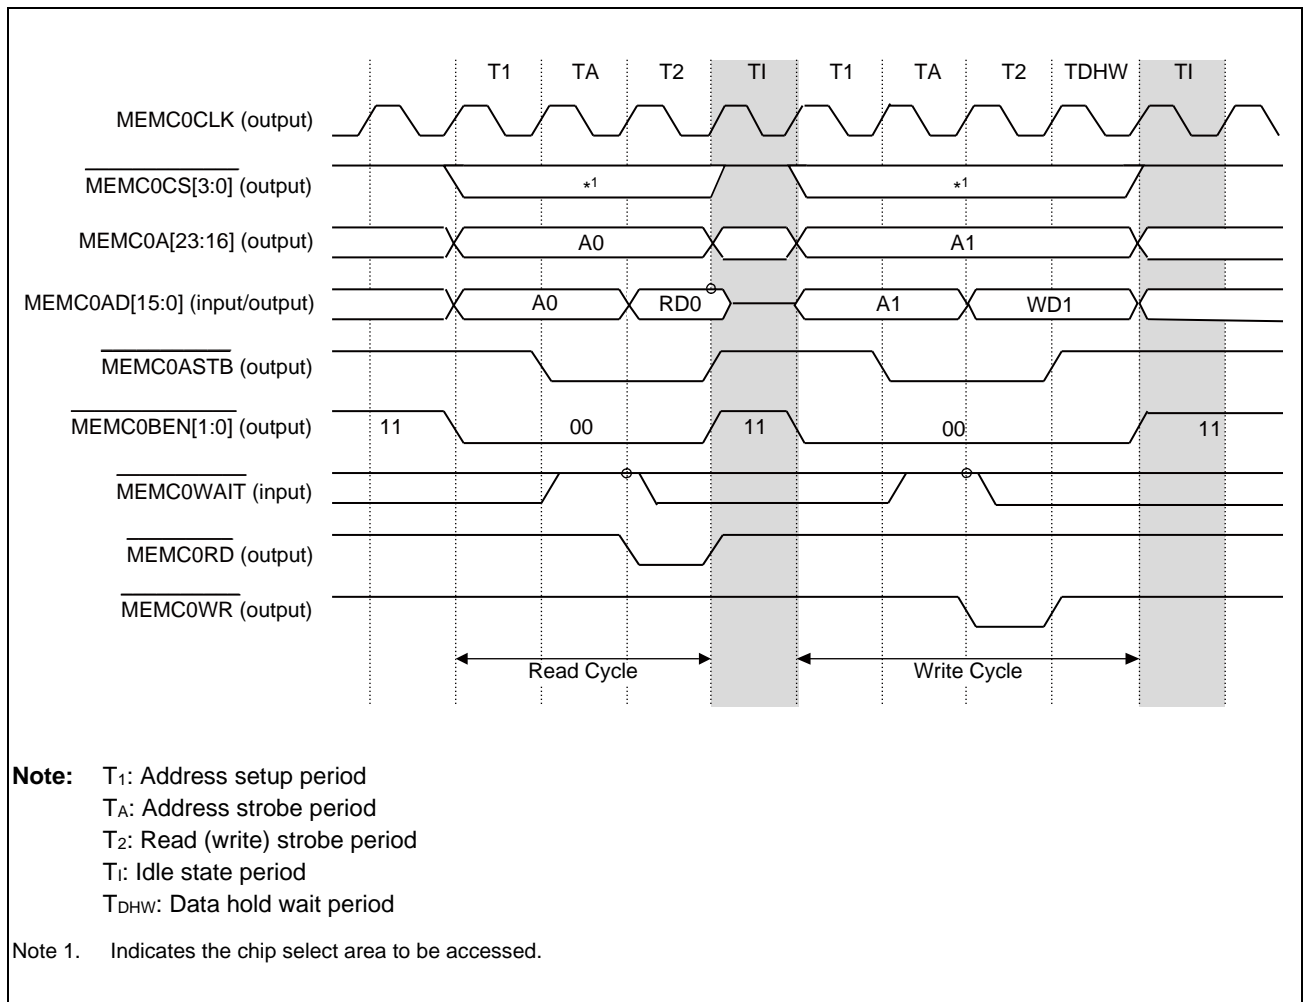 T1 TA T2 TI T1 TA T2 TDHW TI
MEMC0CLK (output)
MEMC0CS[3:0] (output) *1 *1
MEMC0A[23:16] (output) A0 A1
MEMC0AD[15:0] (input/output) A0 RD0 A1 WD1
MEMC0ASTB (output)
MEMC0BEN[1:0] (output) 11 00 11 00 11
MEMC0WAIT (input)
MEMC0RD (output)
MEMC0WR (output)
Read Cycle Write Cycle
Note: T1: Address setup period
TA: Address strobe period
T2: Read (write) strobe period
TI: Idle state period
TDHW: Data hold wait period
Note 1. Indicates the chip select area to be accessed.